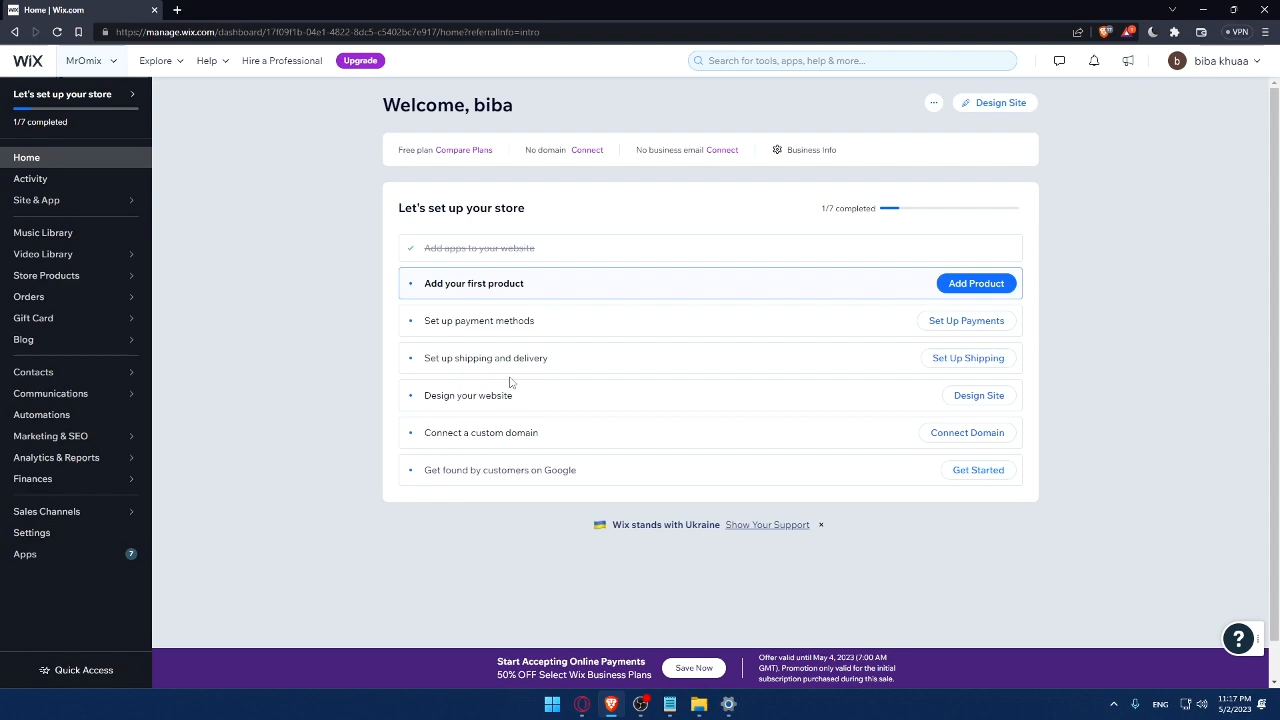 Home | Wix.com
https://manage.wix.com/dashboard/17f09f1b-04e1-4822-8dc5-c5402bc7e917/home?referralInfo=intro
VPN
WiX
MrOmix
Explore
Help
Hire a Professional
Upgrade
Search for tools, apps, help & more...
b
biba khuaa
Let's set up your store
1/7 completed
Home
Activity
Site & App
Music Library
Video Library
Store Products
Orders
Gift Card
Blog
Contacts
Communications
Automations
Marketing & SEO
Analytics & Reports
Finances
Sales Channels
Settings
Apps
7
Quick Access
Welcome, biba
Design Site
Free plan Compare Plans
No domain Connect
No business email Connect
Business Info
Let's set up your store
1/7 completed
Add apps to your website
Add your first product
Add Product
Set up payment methods
Set Up Payments
Set up shipping and delivery
Set Up Shipping
Design your website
Design Site
Connect a custom domain
Connect Domain
Get found by customers on Google
Get Started
Wix stands with Ukraine Show Your Support
?
Start Accepting Online Payments
50% OFF Select Wix Business Plans
Save Now
Offer valid until May 4, 2023 (7:00 AM
GMT). Promotion only valid for the initial
subscription purchased during this sale.
ENG
11:17 PM
5/2/2023